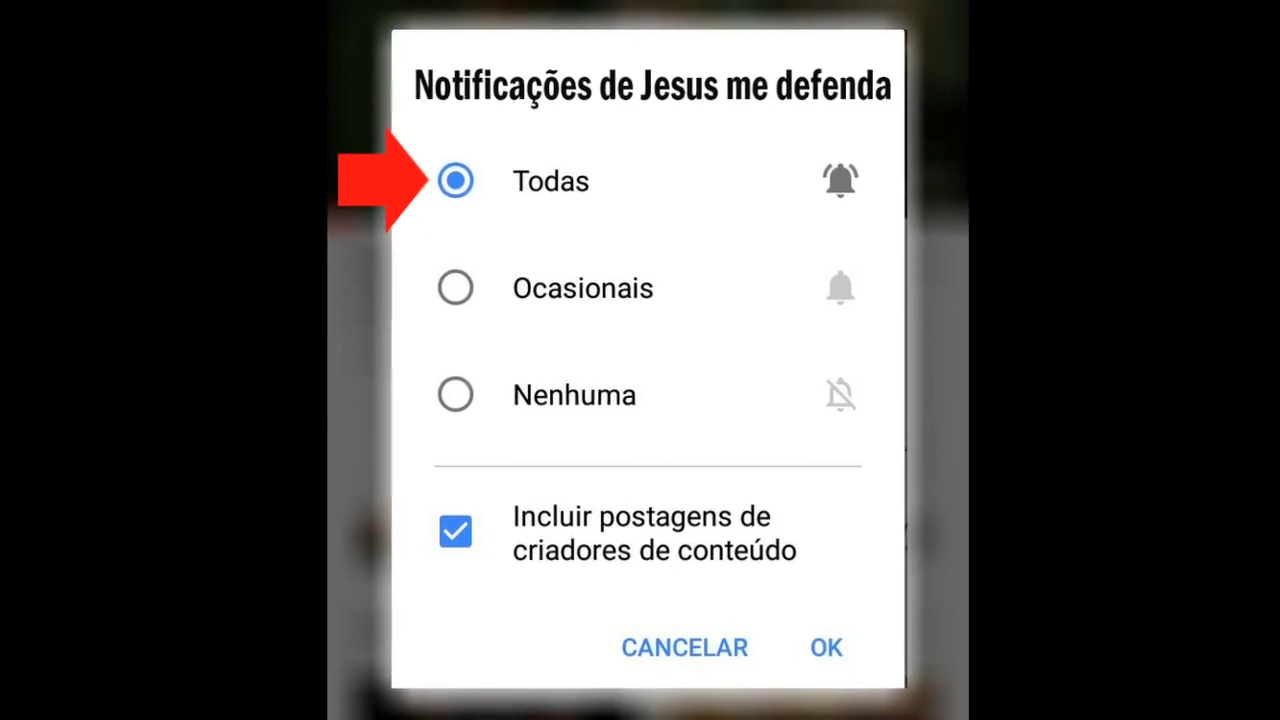 Notificações de Jesus me defenda
Todas
Ocasionais
Nenhuma
Incluir postagens de
criadores de conteúdo
CANCELAR OK